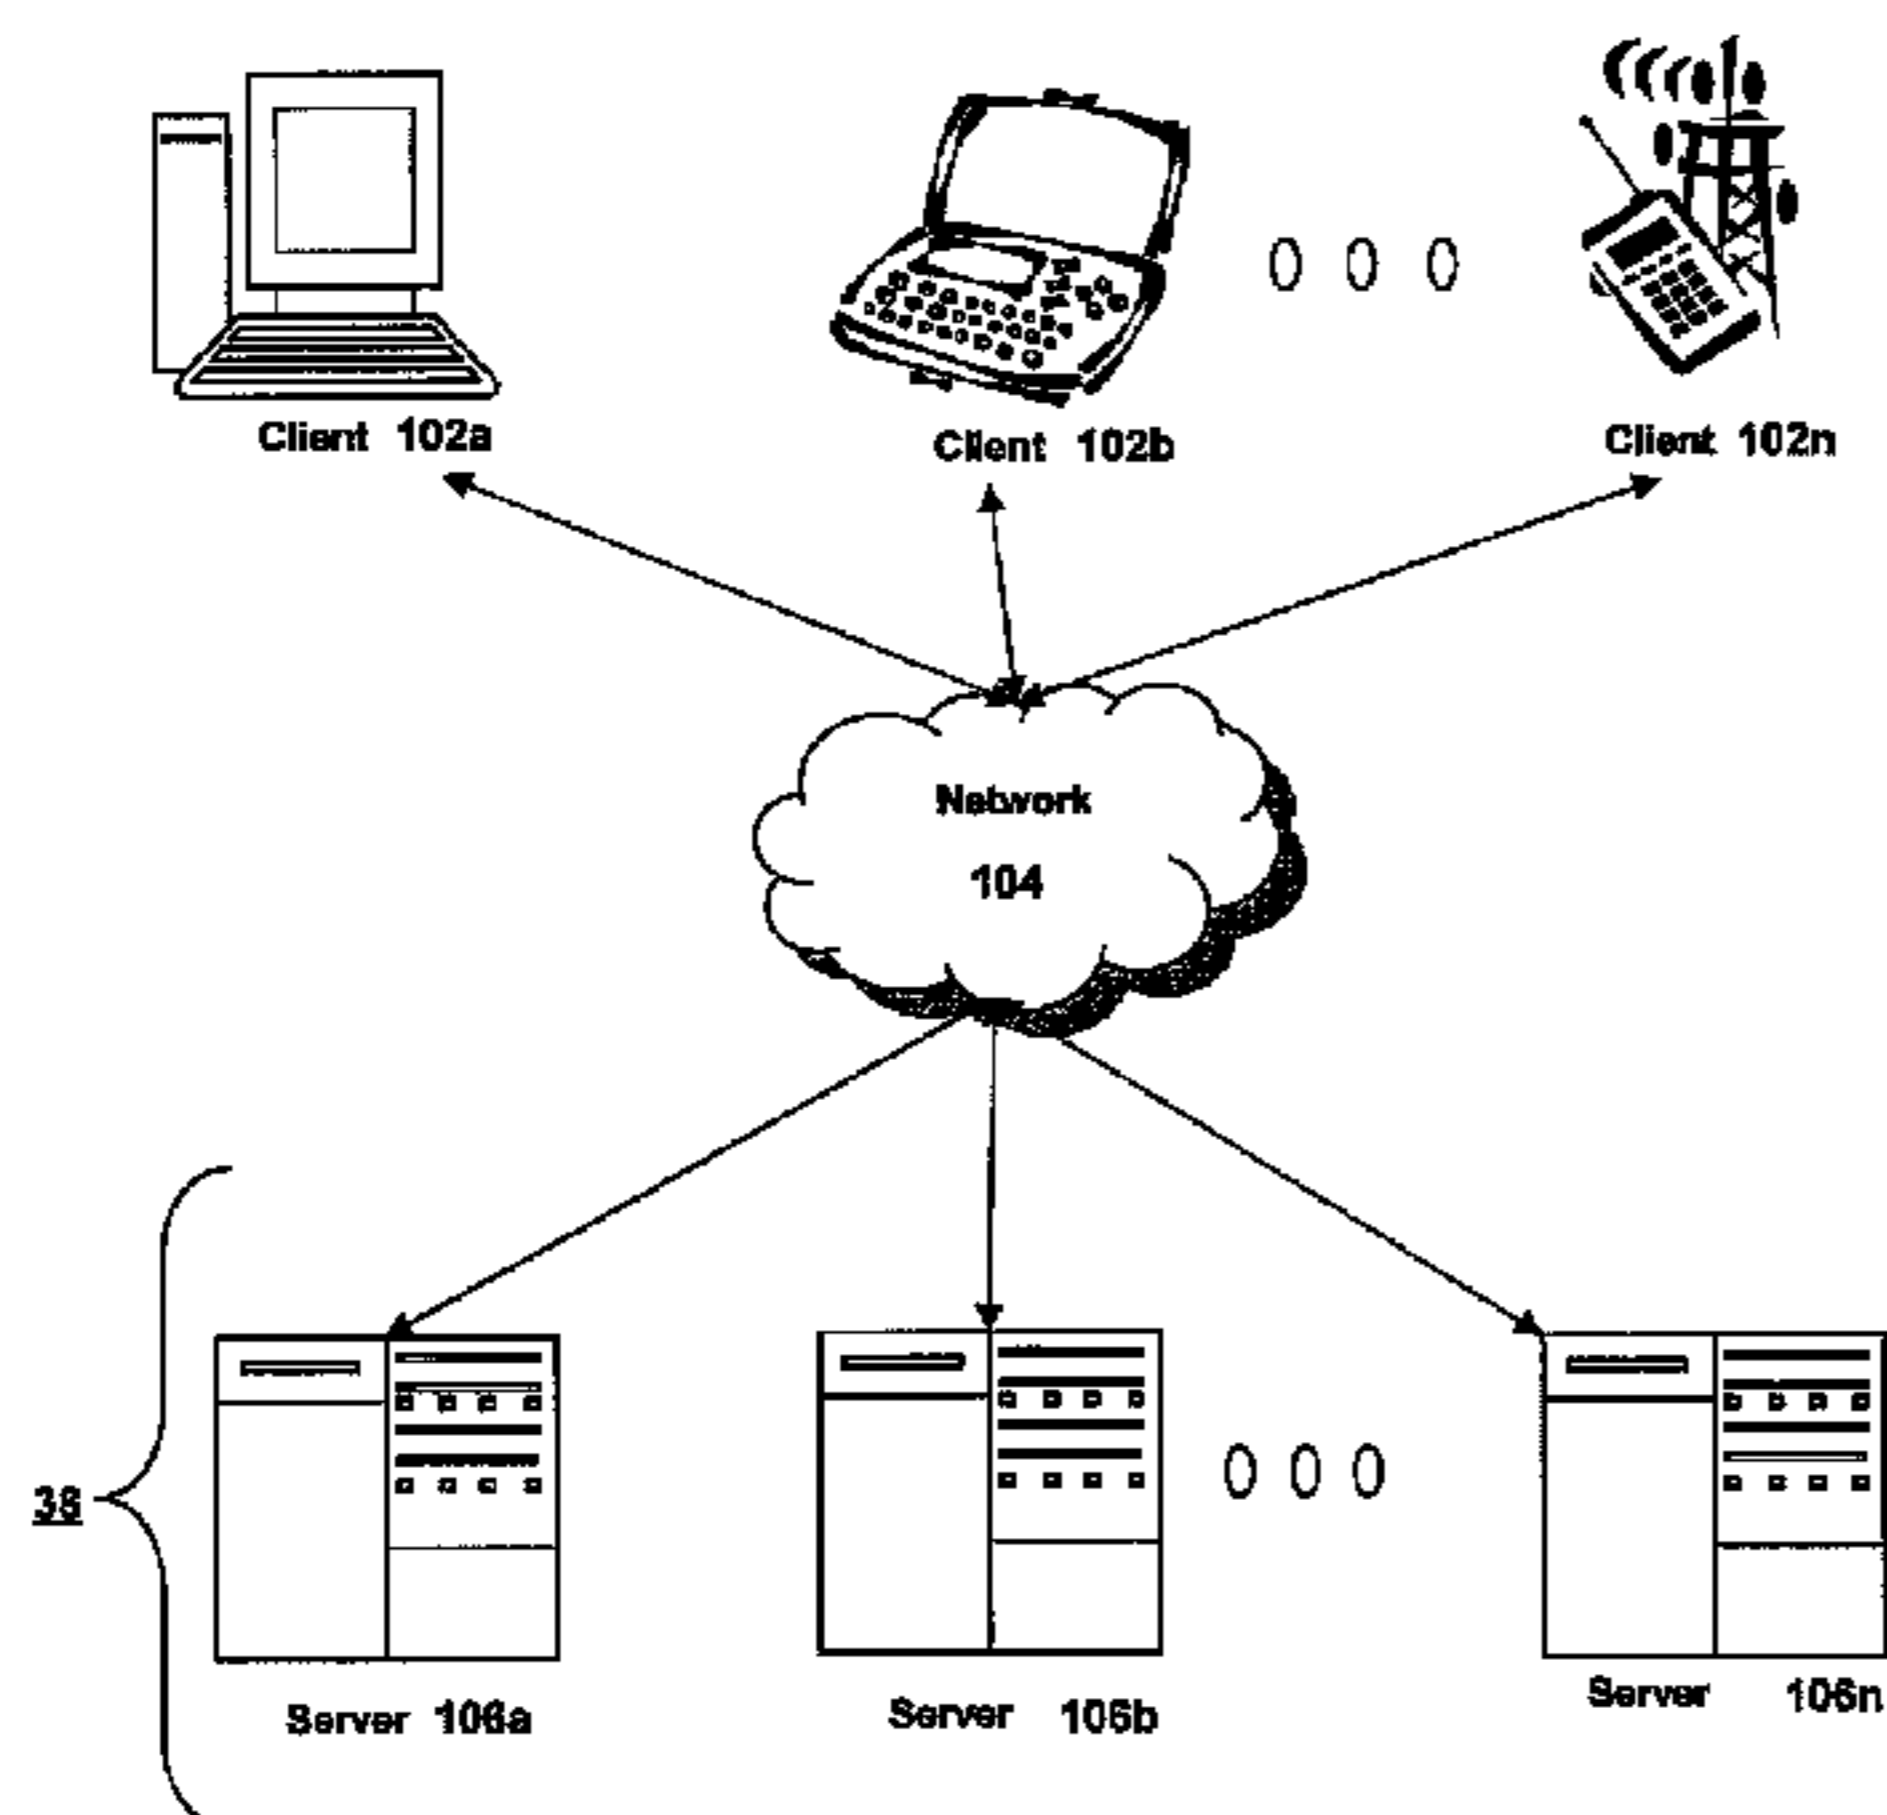 Client 102a
Client 102b
Client 102n
Network
104
38
Server 106a
Server 106b
Server 106n